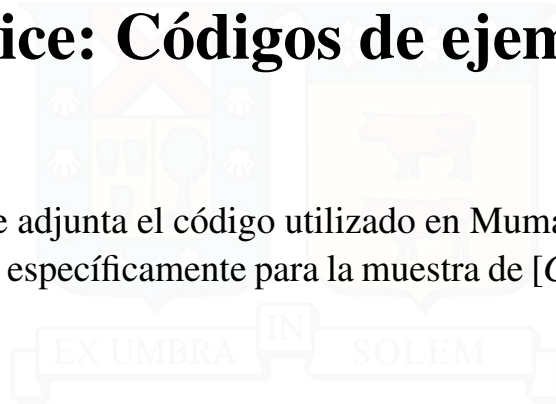 ice: Códigos de ejem
e adjunta el código utilizado en Muma
específicamente para la muestra de [
IN
EX UMBRA SOLEM